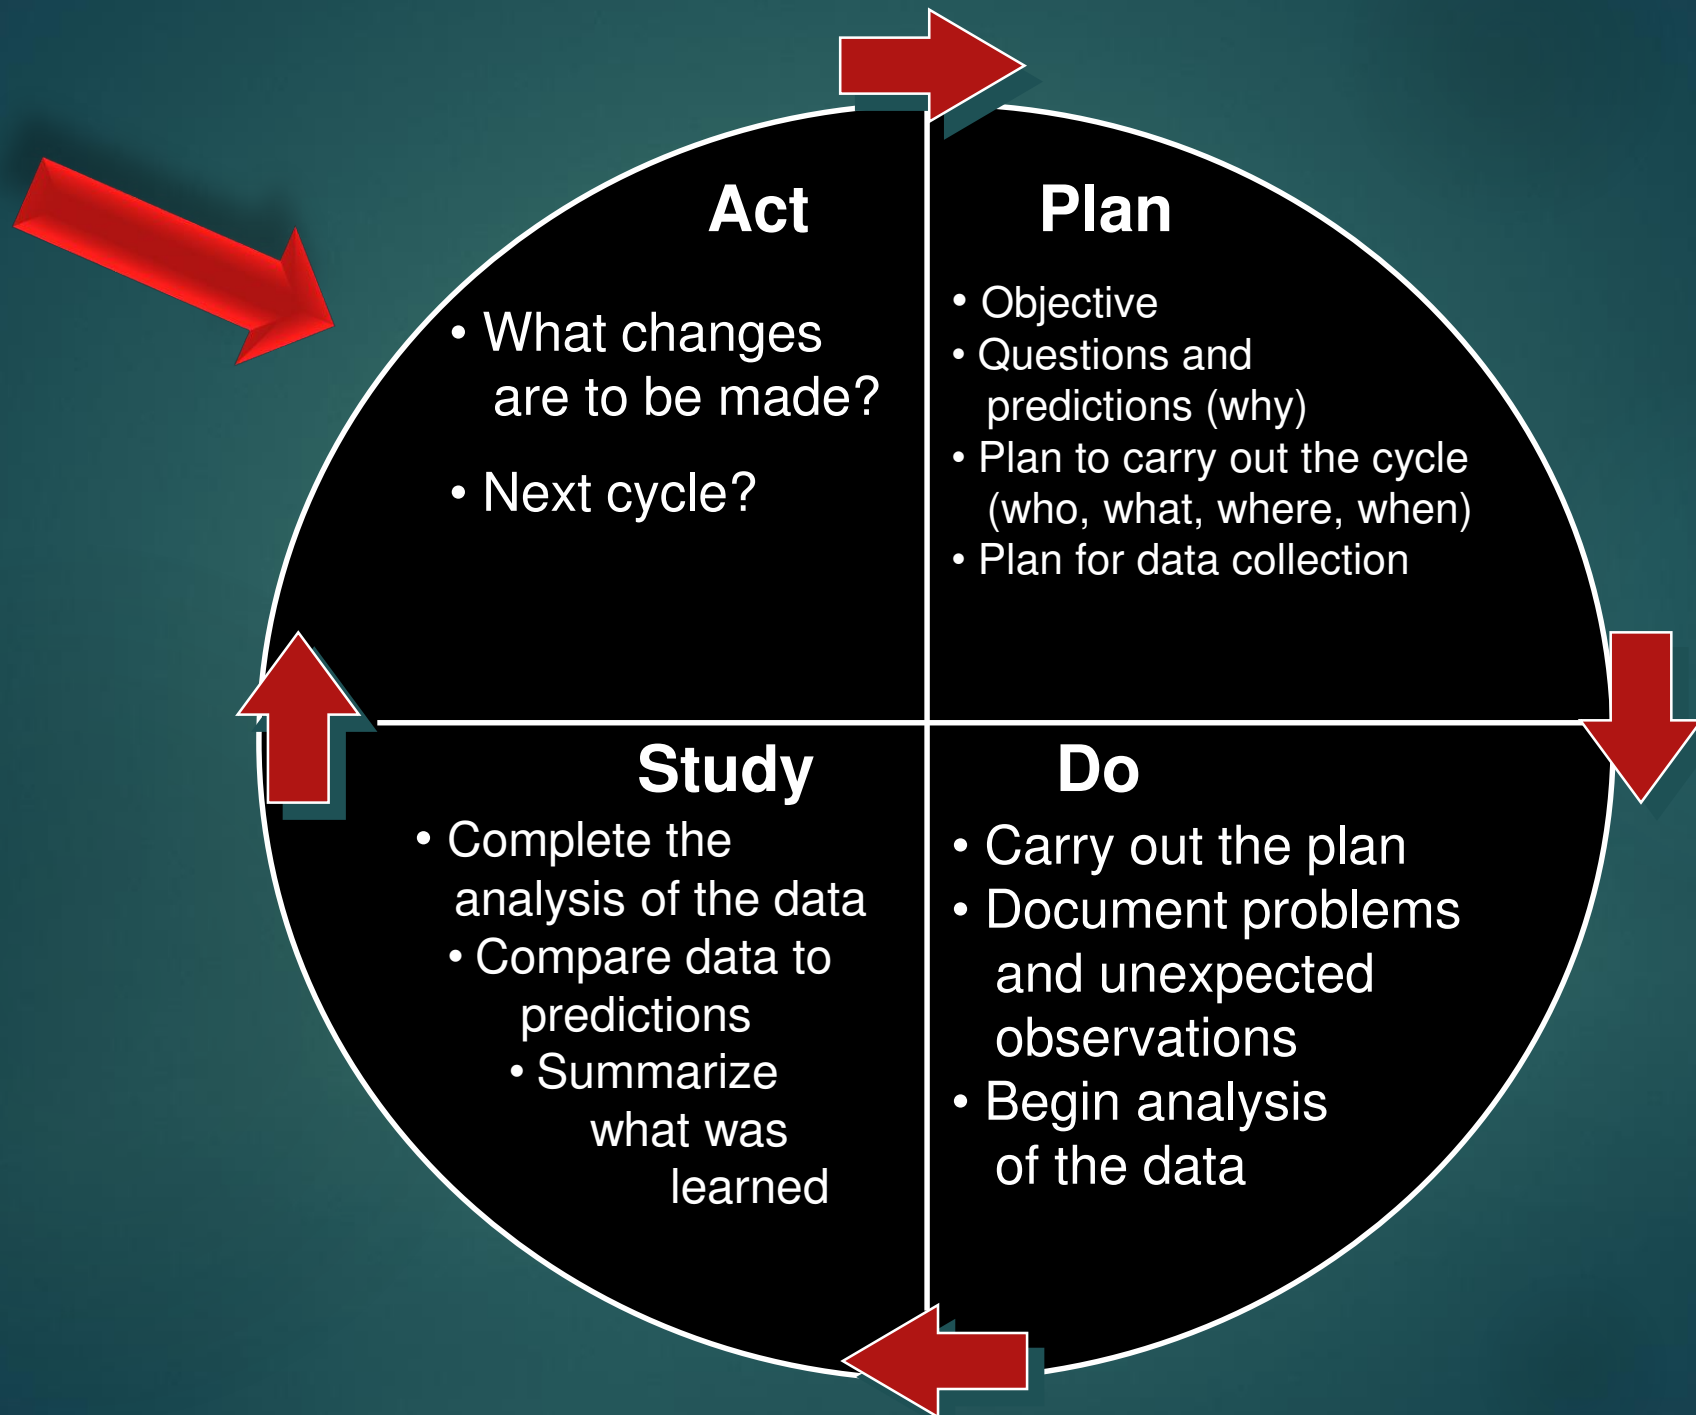 Act
• What changes
are to be made?
• Next cycle?
Plan
• Objective
• Questions and
predictions (why)
• Plan to carry out the cycle
(who, what, where, when)
• Plan for data collection
Study
• Complete the
analysis of the data
• Compare data to
predictions
• Summarize
what was
learned
Do
• Carry out the plan
• Document problems
and unexpected
observations
• Begin analysis
of the data